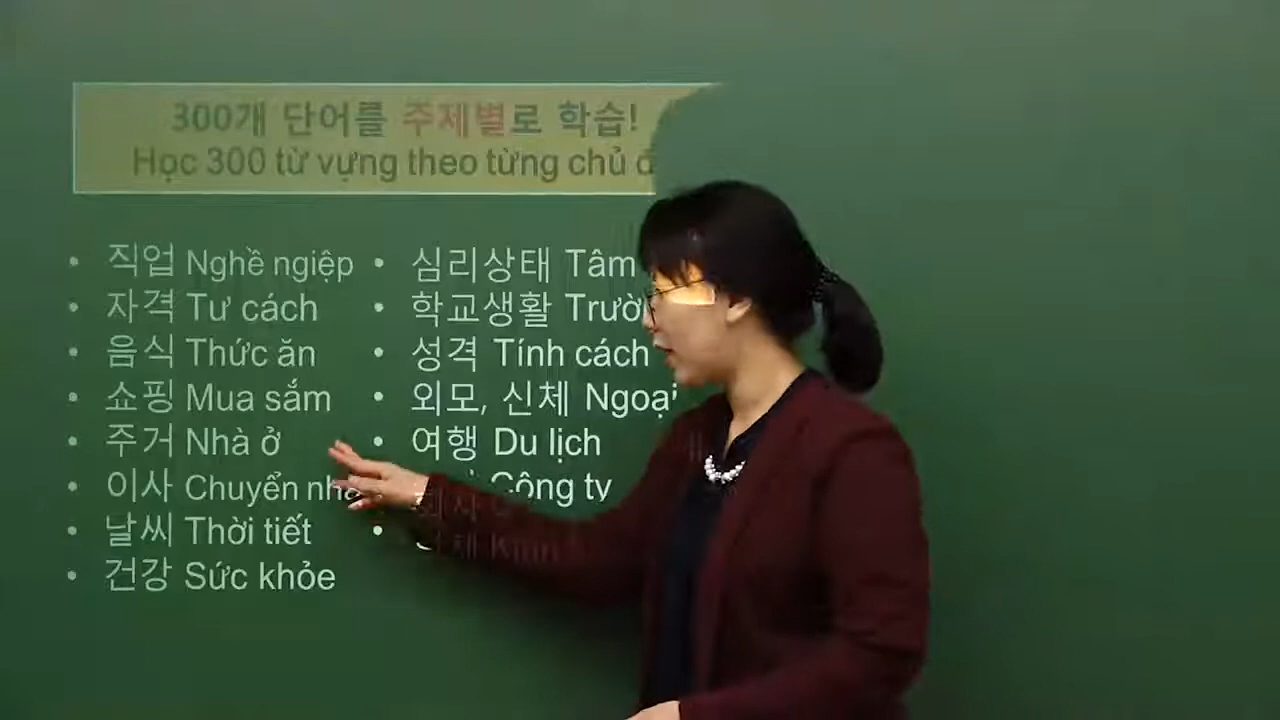 300개 단어를 주제별로 학습!
Học 300 từ vựng theo từng chủ
• 직업 Nghề ngiệp
• 자격 Tư cách
• 음식 Thức ăn
• 쇼핑 Mua sắm
• 주거 Nhà ở
• 이사 Chuyển
• 날씨 Thời tiết
• 건강 Sức khỏe
• 심리상태 Tâm
• 학교생활
• 성격 Tính cách
• 외모, 신체
• 여행 Du lịch
Công ty